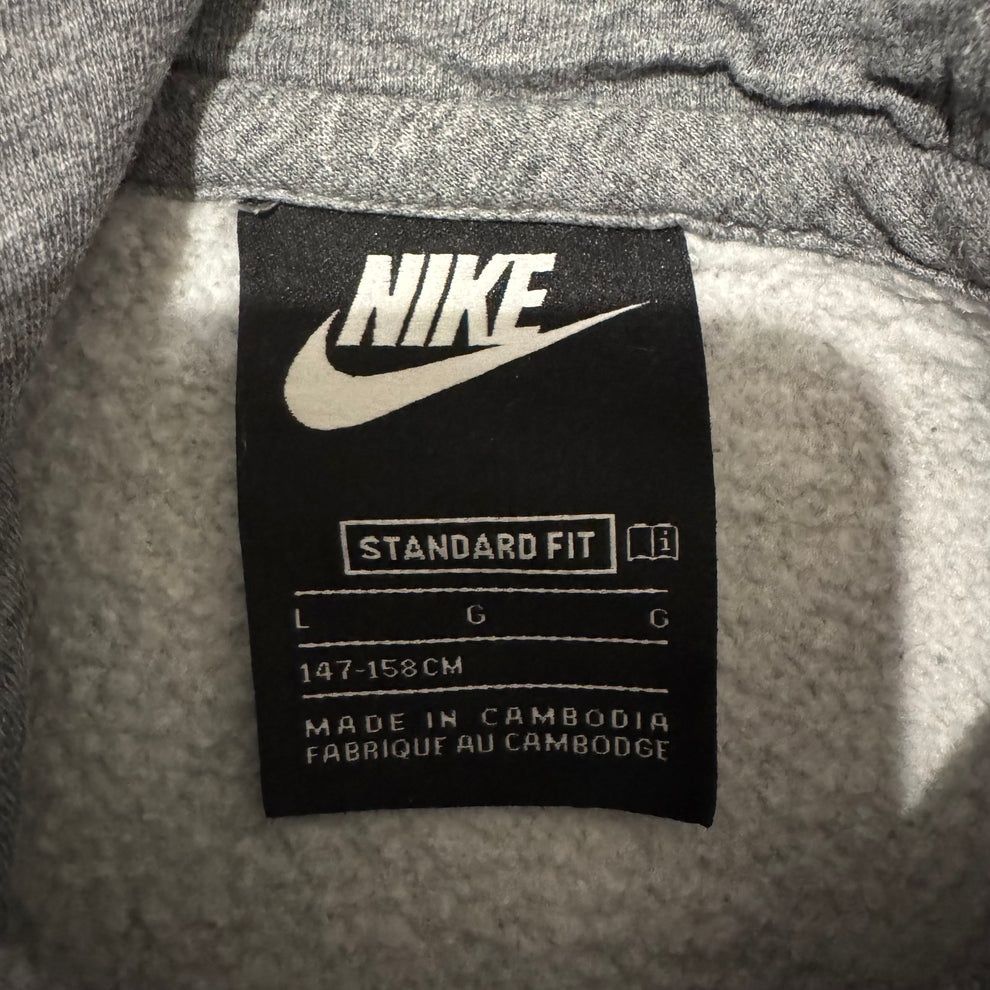 NIKE
STANDARD FIT i
L G G
147-158CM
MADE IN CAMBODIA
FABRIQUE AU CAMBODGE